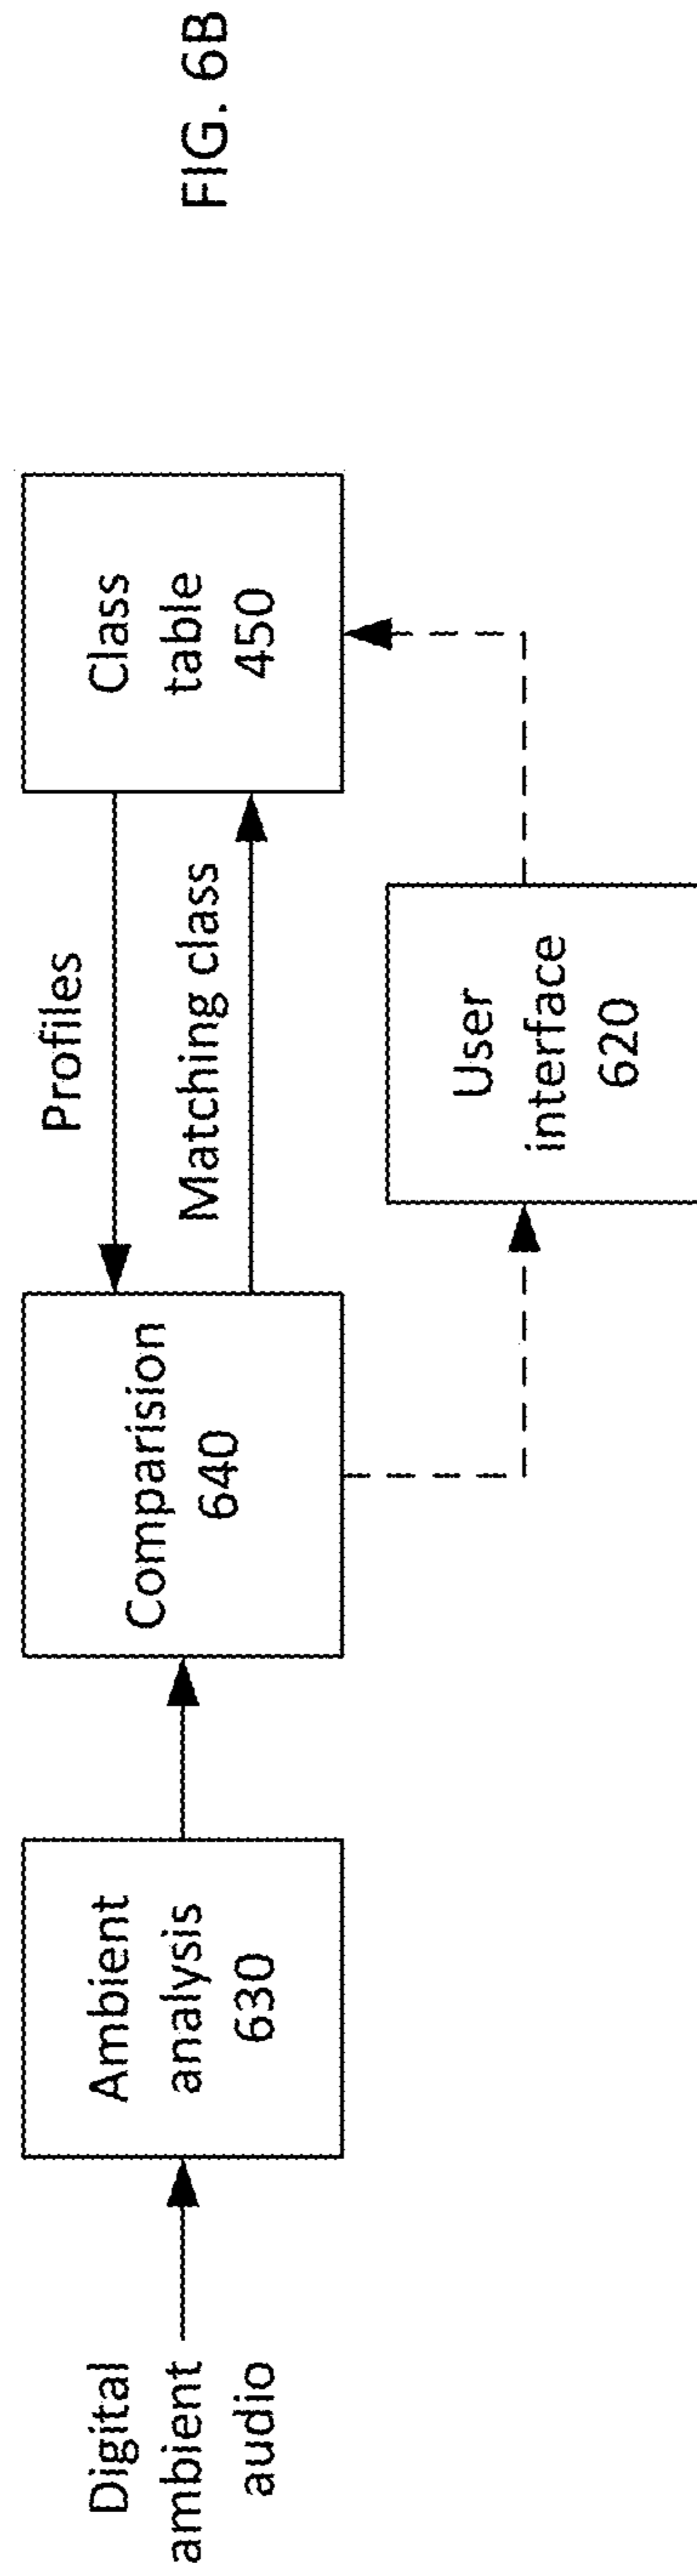 Digital
ambient
audio
Ambient
analysis
630
Comparision
640
Profiles
Matching class
Class
table
450
User
interface
620
FIG. 6B